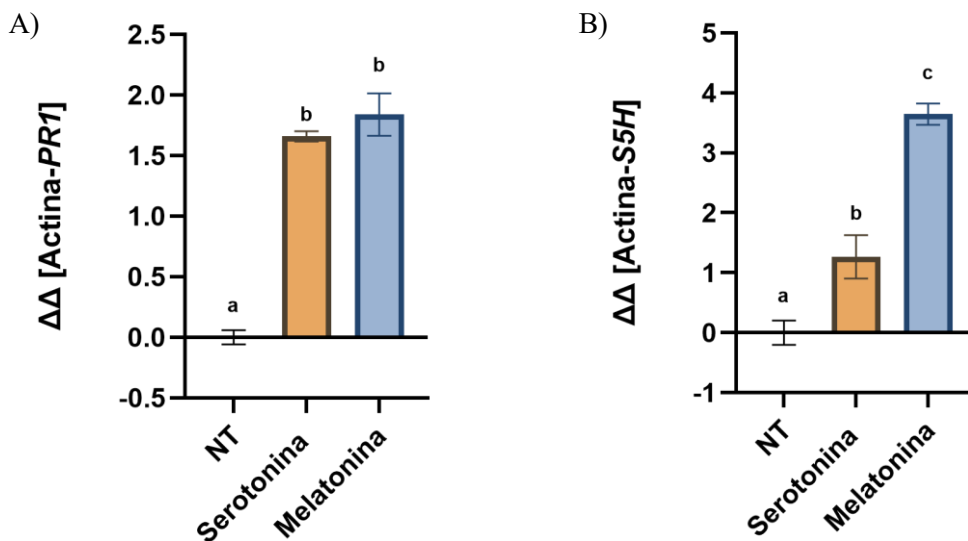 A)
ΔΔ [Actina-PR1]
2.5
2.0
1.5
1.0
0.5
0.0
-0.5
a
b
b
NT
Serotonina
Melatonina
B)
ΔΔ [Actina-S5H]
5
4
3
2
1
0
-1
a
b
c
NT
Serotonina
Melatonina